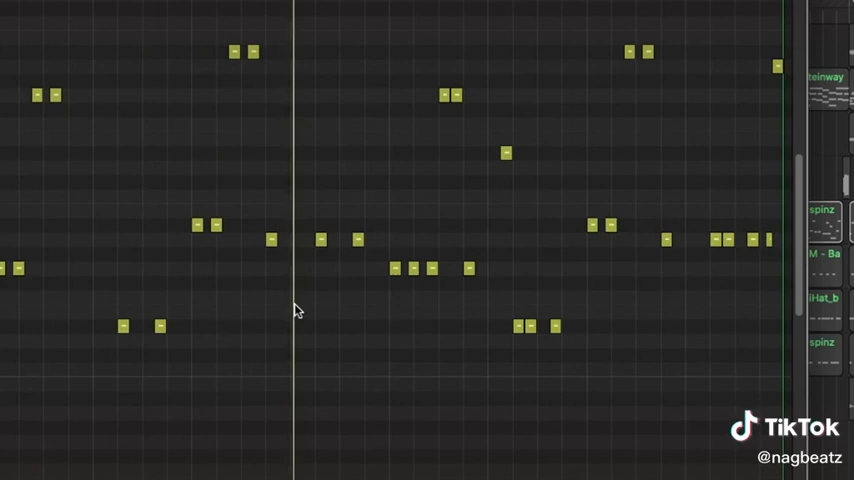 teinway
spinz
M - Ba
iHat_b
spinz
TikTok
@nagbeatz